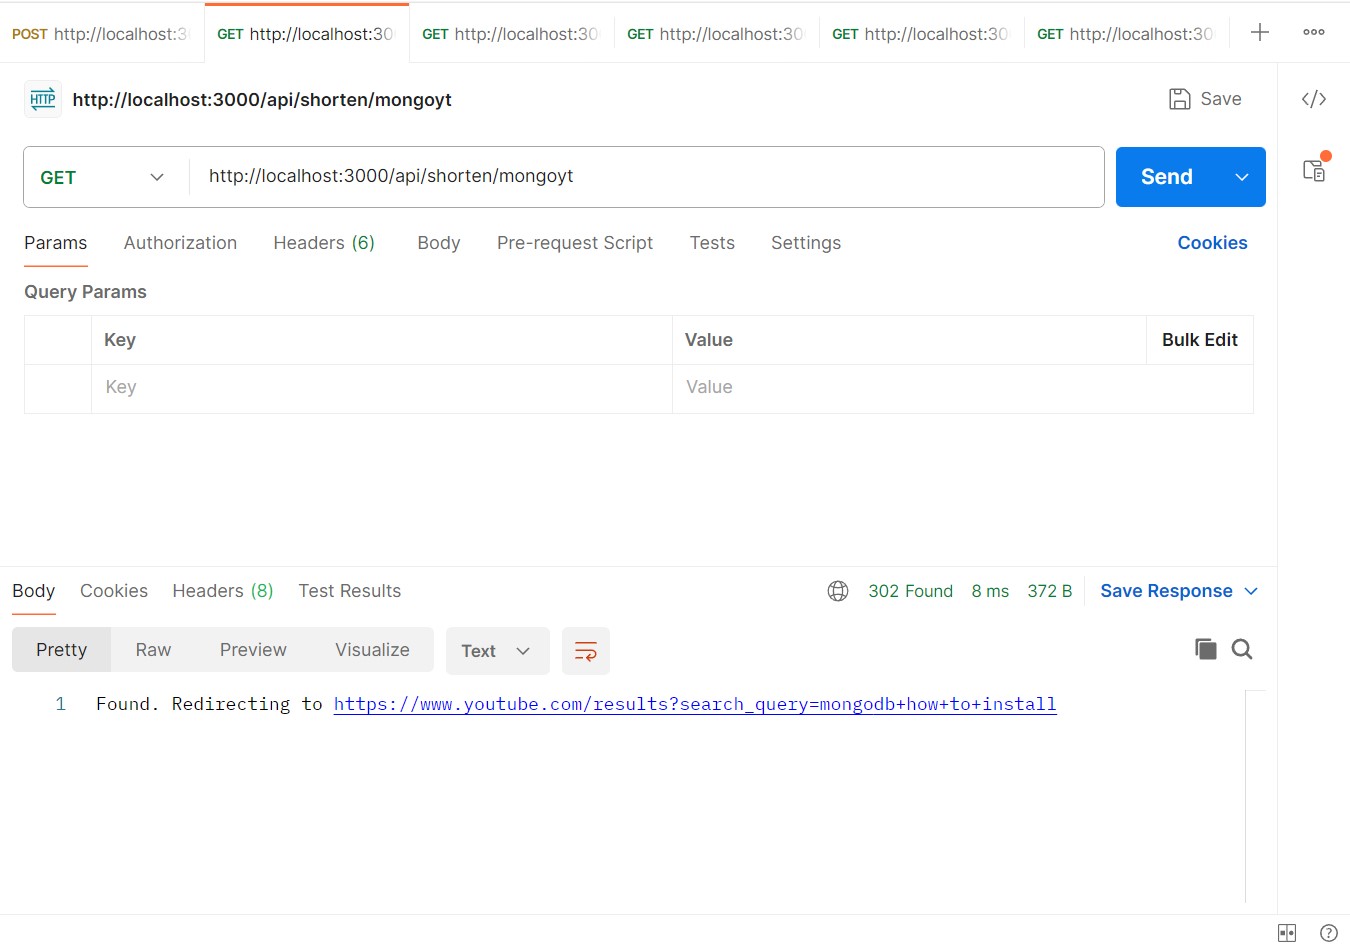 POST http://localhost:3 GET http://localhost:30 GET http://localhost:30 GET http://localhost:30 GET http://localhost:30 GET http://localhost:30
HTTP http://localhost:3000/api/shorten/mongoyt Save </>
GET http://localhost:3000/api/shorten/mongoyt Send
Params Authorization Headers (6) Body Pre-request Script Tests Settings Cookies
Query Params
Key Value Bulk Edit
Key Value
Body Cookies Headers (8) Test Results 302 Found 8 ms 372 B Save Response
Pretty Raw Preview Visualize Text
1 Found. Redirecting to https://www.youtube.com/results?search_query=mongodb+how+to+install